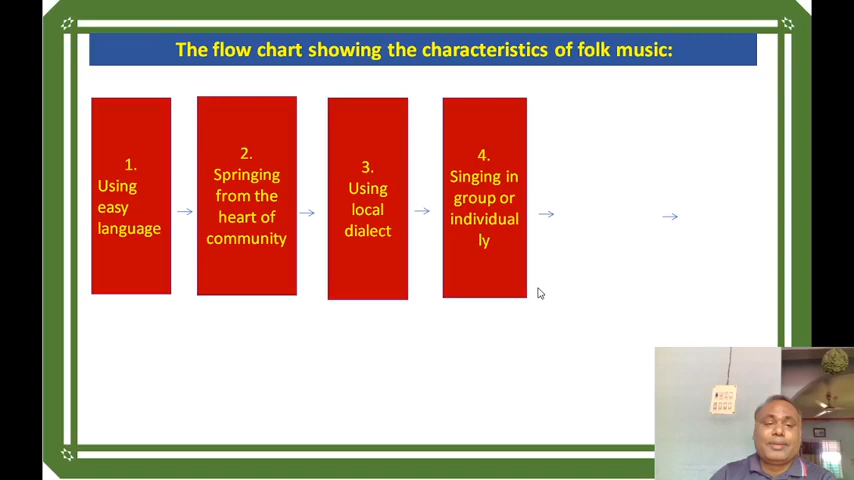 The flow chart showing the characteristics of folk music:
1.
Using
easy
language
2.
Springing
from the
heart of
community
3.
Using
local
dialect
4.
Singing in
group or
individual
ly